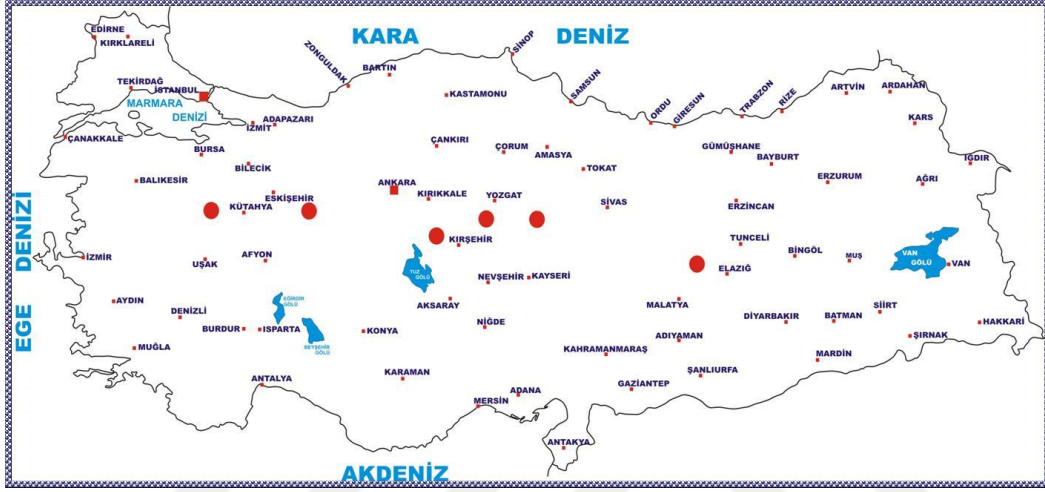 KARA DENİZ
EDİRNE
KIRKLARELİ
SİNOP
ZONGULDAK
BARTIN
TEKİRDAĞ
İSTANBUL
KASTAMONU
SAMSUN
ARTVİN
ARDAHAN
MARMARA
DENİZİ
ORDU
GİRESUN
TRABZON
RİZE
ADAPAZARI
İZMİT
KARS
ÇANAKKALE
BURSA
ÇANKIRI
ÇORUM
AMASYA
GÜMÜŞHANE
BAYBURT
BİLECİK
TOKAT
IĞDIR
BALIKESİR
ANKARA
ERZURUM
AĞRI
ESKİŞEHİR
KIRIKKALE
YOZGAT
KÜTAHYA
SİVAS
ERZİNCAN
EGE DENİZİ
KIRŞEHİR
TUNCELİ
BİNGÖL
MUŞ
VAN
GÖLÜ
VAN
İZMİR
UŞAK
AFYON
TUZ
GÖLÜ
NEVŞEHİR
KAYSERİ
ELAZIĞ
AYDIN
DENİZLİ
EĞİRDİR
GÖLÜ
AKSARAY
MALATYA
SİİRT
DİYARBAKIR
BATMAN
HAKKARİ
BURDUR
ISPARTA
KONYA
NİĞDE
ADIYAMAN
ŞIRNAK
MUĞLA
BEYŞEHİR
GÖLÜ
KAHRAMANMARAŞ
MARDİN
ANTALYA
KARAMAN
GAZİANTEP
ŞANLIURFA
ADANA
MERSİN
ANTAKYA
AKDENİZ